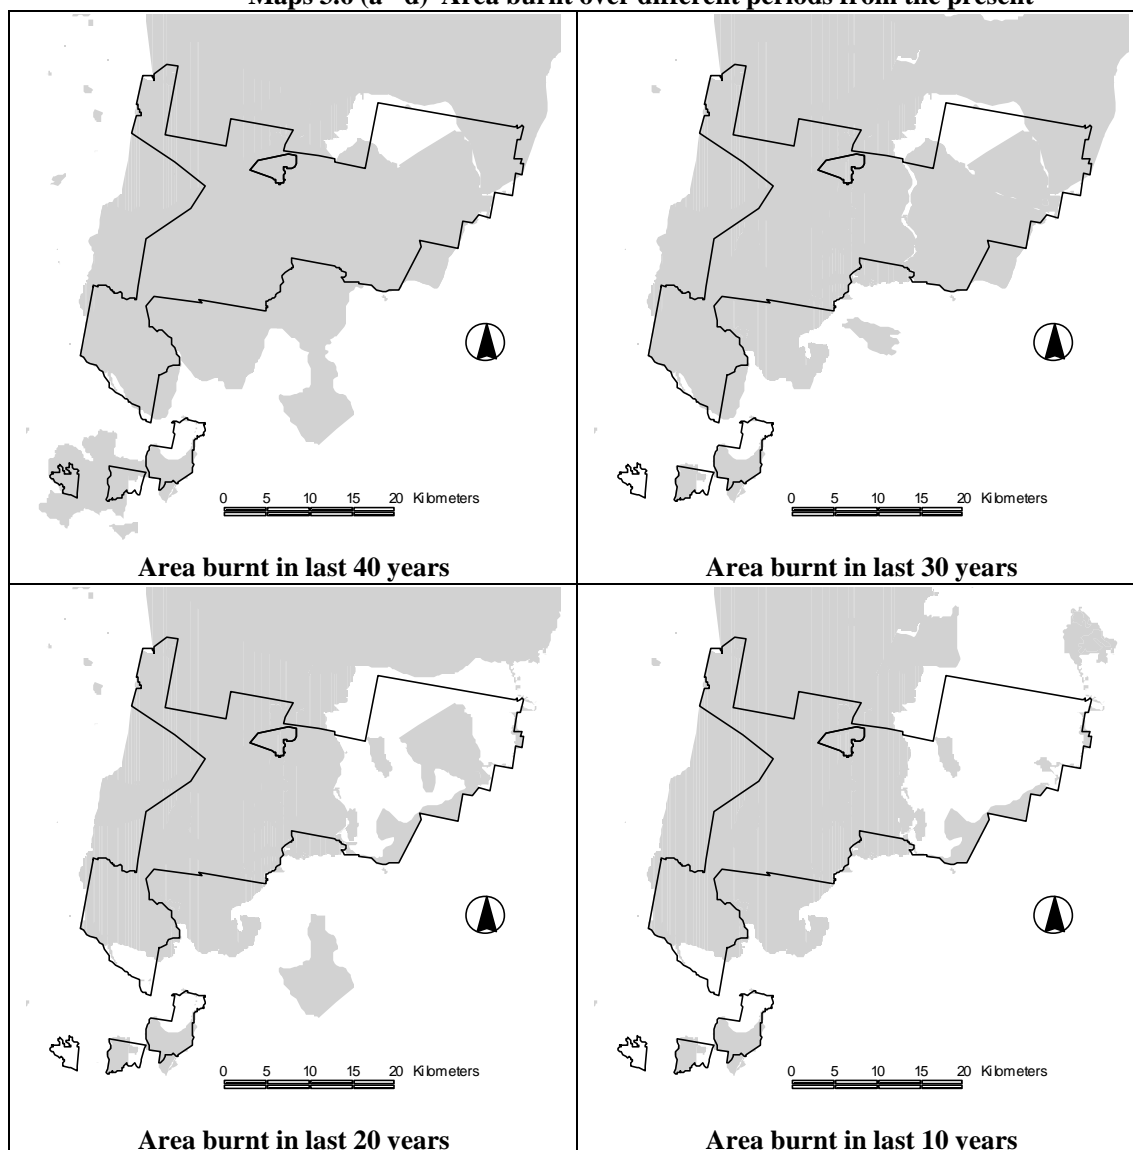 Maps 3.6 (a - d) Area burnt over different periods from the present
0 5 10 15 20 Kilometers
Area burnt in last 40 years
0 5 10 15 20 Kilometers
Area burnt in last 30 years
0 5 10 15 20 Kilometers
Area burnt in last 20 years
0 5 10 15 20 Kilometers
Area burnt in last 10 years